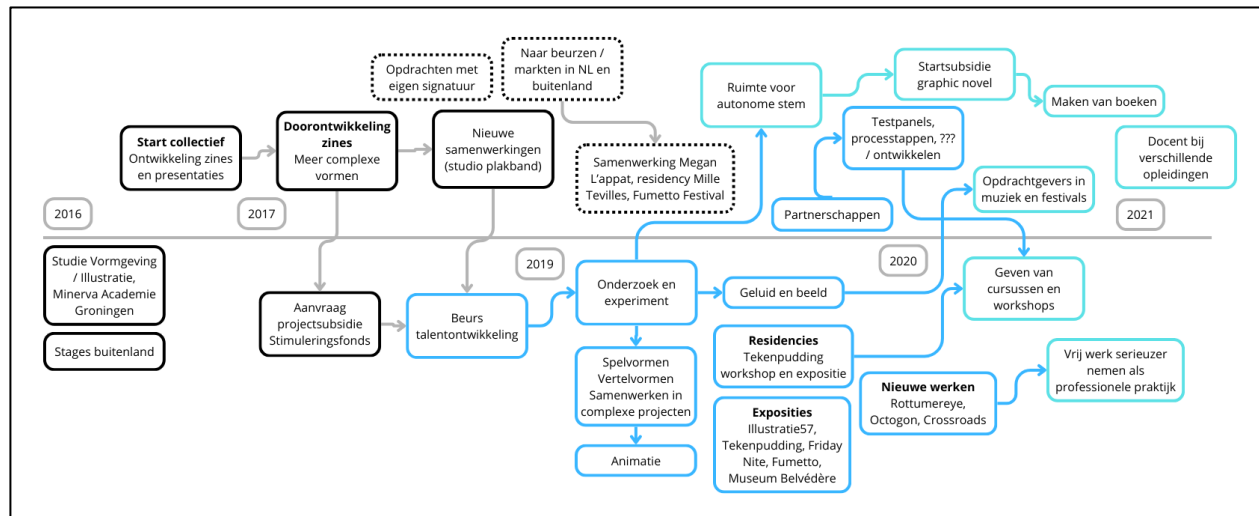 Start collectief
Ontwikkeling zines
en presentaties
Doorontwikkeling
zines
Meer complexe
vormen
Opdrachten met
eigen signatuur
Nieuwe
samenwerkingen
(studio plakband)
Naar beurzen /
markten in NL en
buitenland
Samenwerking Megan
L'appat, residency Mille
Tevilles, Fumetto Festival
Ruimte voor
autonome stem
Startsubsidie
graphic novel
Maken van boeken
Testpanels,
processtappen, ???
/ ontwikkelen
Partnerschappen
Opdrachtgevers in
muziek en festivals
Docent bij
verschillende
opleidingen
2016
2017
2019
2020
2021
Studie Vormgeving
/ Illustratie,
Minerva Academie
Groningen
Stages buitenland
Aanvraag
projectsubsidie
Stimuleringsfonds
Beurs
talentontwikkeling
Onderzoek en
experiment
Geluid en beeld
Geven van
cursussen en
workshops
Spelvormen
Vertelvormen
Samenwerken in
complexe projecten
Animatie
Residencies
Tekenpudding
workshop en expositie
Exposities
Illustratie57,
Tekenpudding, Friday
Nite, Fumetto,
Museum Belvédère
Nieuwe werken
Rottumereye,
Octogon, Crossroads
Vrij werk serieuzer
nemen als
professionele praktijk